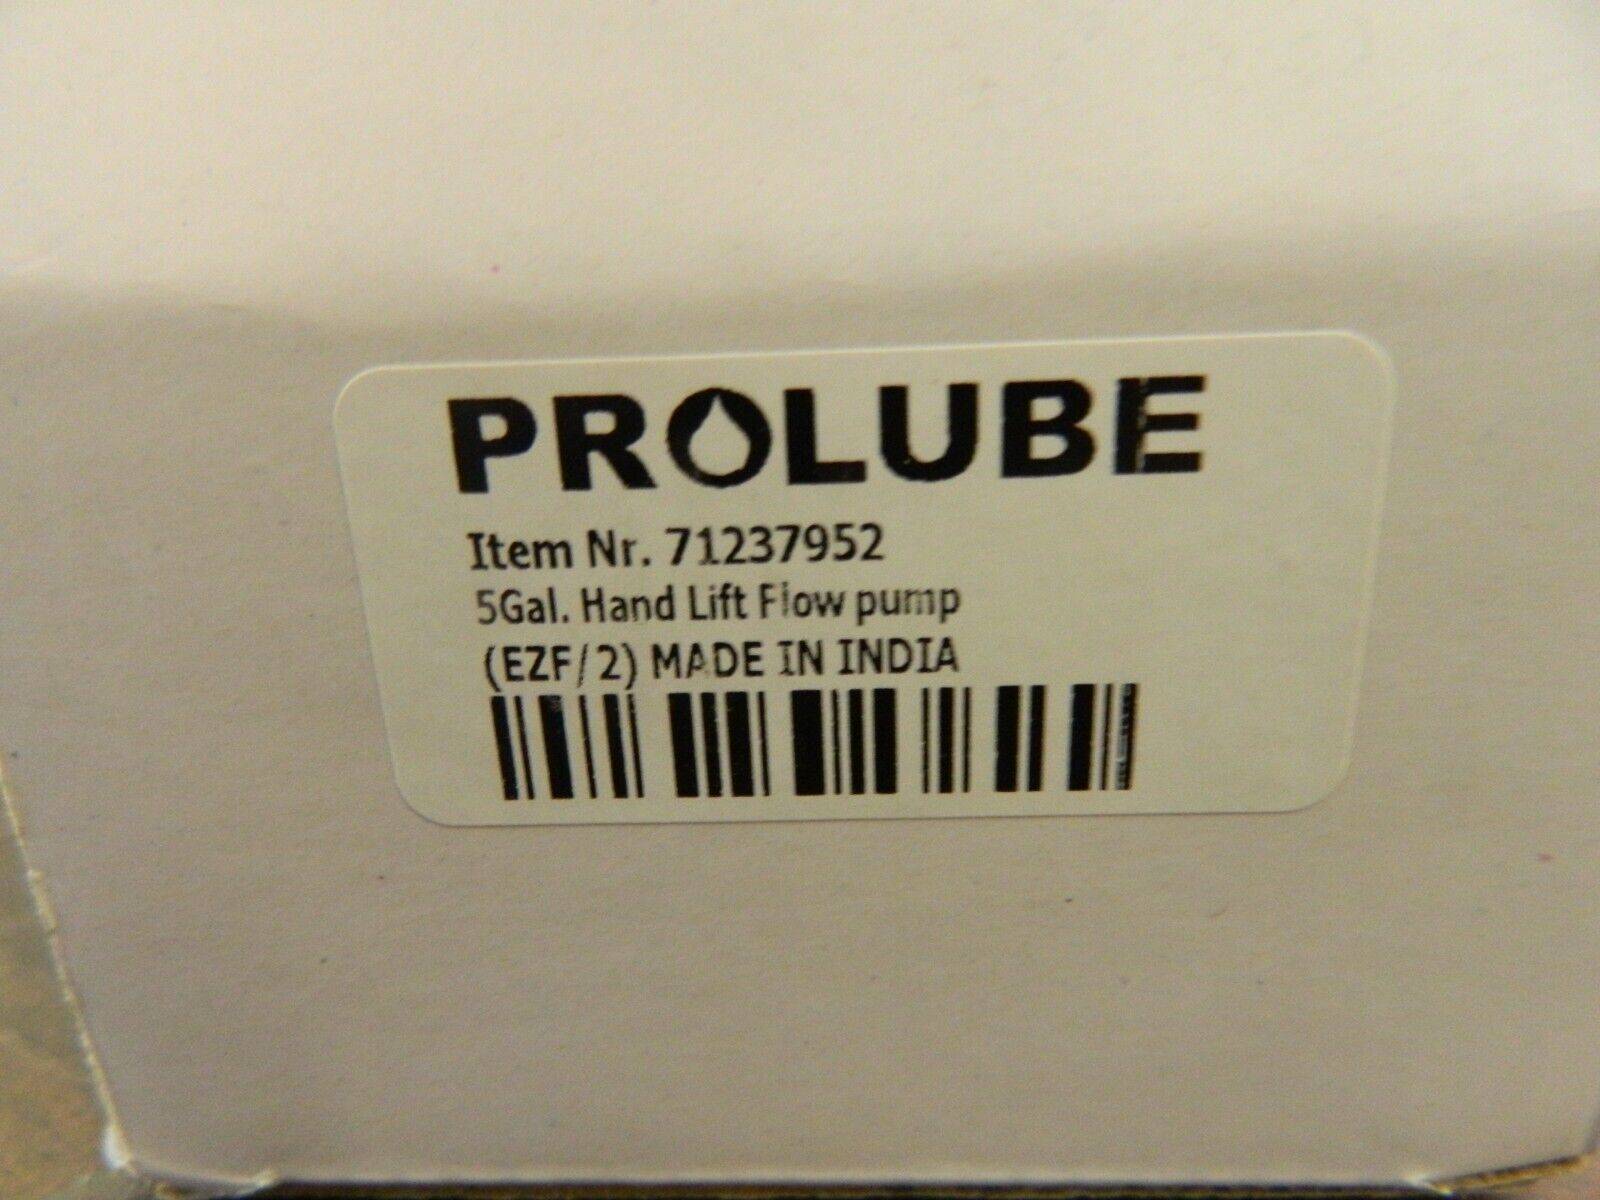 PROLUBE
Item Nr. 71237952
5Gal. Hand Lift Flow pump
(EZF/2) MADE IN INDIA